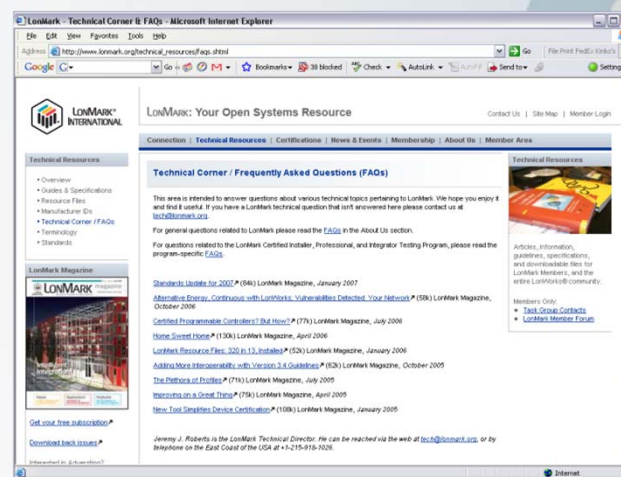 LonMark - Technical Corner & FAQs - Microsoft Internet Explorer
File Edit View Favorites Tools Help
Address http://www.lonmark.org/technical_resources/faqs.shtml Go File Print FedEx Kinko's
Google G Go Bookmarks 38 blocked Check AutoLink AutoFill Send to Setting
LONMARK®
INTERNATIONAL
LONMARK: Your Open Systems Resource
Contact Us | Site Map | Member Login
Connection | Technical Resources | Certifications | News & Events | Membership | About Us | Member Area
Technical Resources
• Overview
• Guides & Specifications
• Resource Files
• Manufacturer IDs
• Technical Corner / FAQs
• Terminology
• Standards
LonMark Magazine
LONMARK magazine
Get your free subscription
Download back issues
Interested in Advertising?
Technical Corner / Frequently Asked Questions (FAQs)
This area is intended to answer questions about various technical topics pertaining to LonMark. We hope you enjoy it
and find it useful. If you have a LonMark technical question that isn't answered here please contact us at
tech@lonmark.org.
For general questions related to LonMark please read the FAQs in the About Us section.
For questions related to the LonMark Certified Installer, Professional, and Integrator Testing Program, please read the
program-specific FAQs.
Standards Update for 2007 (84k) LonMark Magazine, January 2007
Alternative Energy, Continuous with LonWorks; Vulnerabilities Detected: Your Network (58k) LonMark Magazine,
October 2006
Certified Programmable Controllers? But How? (77k) LonMark Magazine, July 2006
Home Sweet Home (130k) LonMark Magazine, April 2006
LonMark Resource Files: 320 in 13, Installed (52k) LonMark Magazine, January 2006
Adding More Interoperability with Version 3.4 Guidelines (62k) LonMark Magazine, October 2005
The Plethora of Profiles (71k) LonMark Magazine, July 2005
Improving on a Great Thing (75k) LonMark Magazine, April 2005
New Tool Simplifies Device Certification (108k) LonMark Magazine, January 2005
Jeremy J. Roberts is the LonMark Technical Director. He can be reached via the web at tech@lonmark.org, or by
telephone on the East Coast of the USA at +1-215-918-1026.
Technical Resources
Articles, information,
guidelines, specifications,
and downloadable files for
LonMark Members, and the
entire LonWorks® community.
Members Only:
• Task Group Contacts
• LonMark Member Forum
Internet